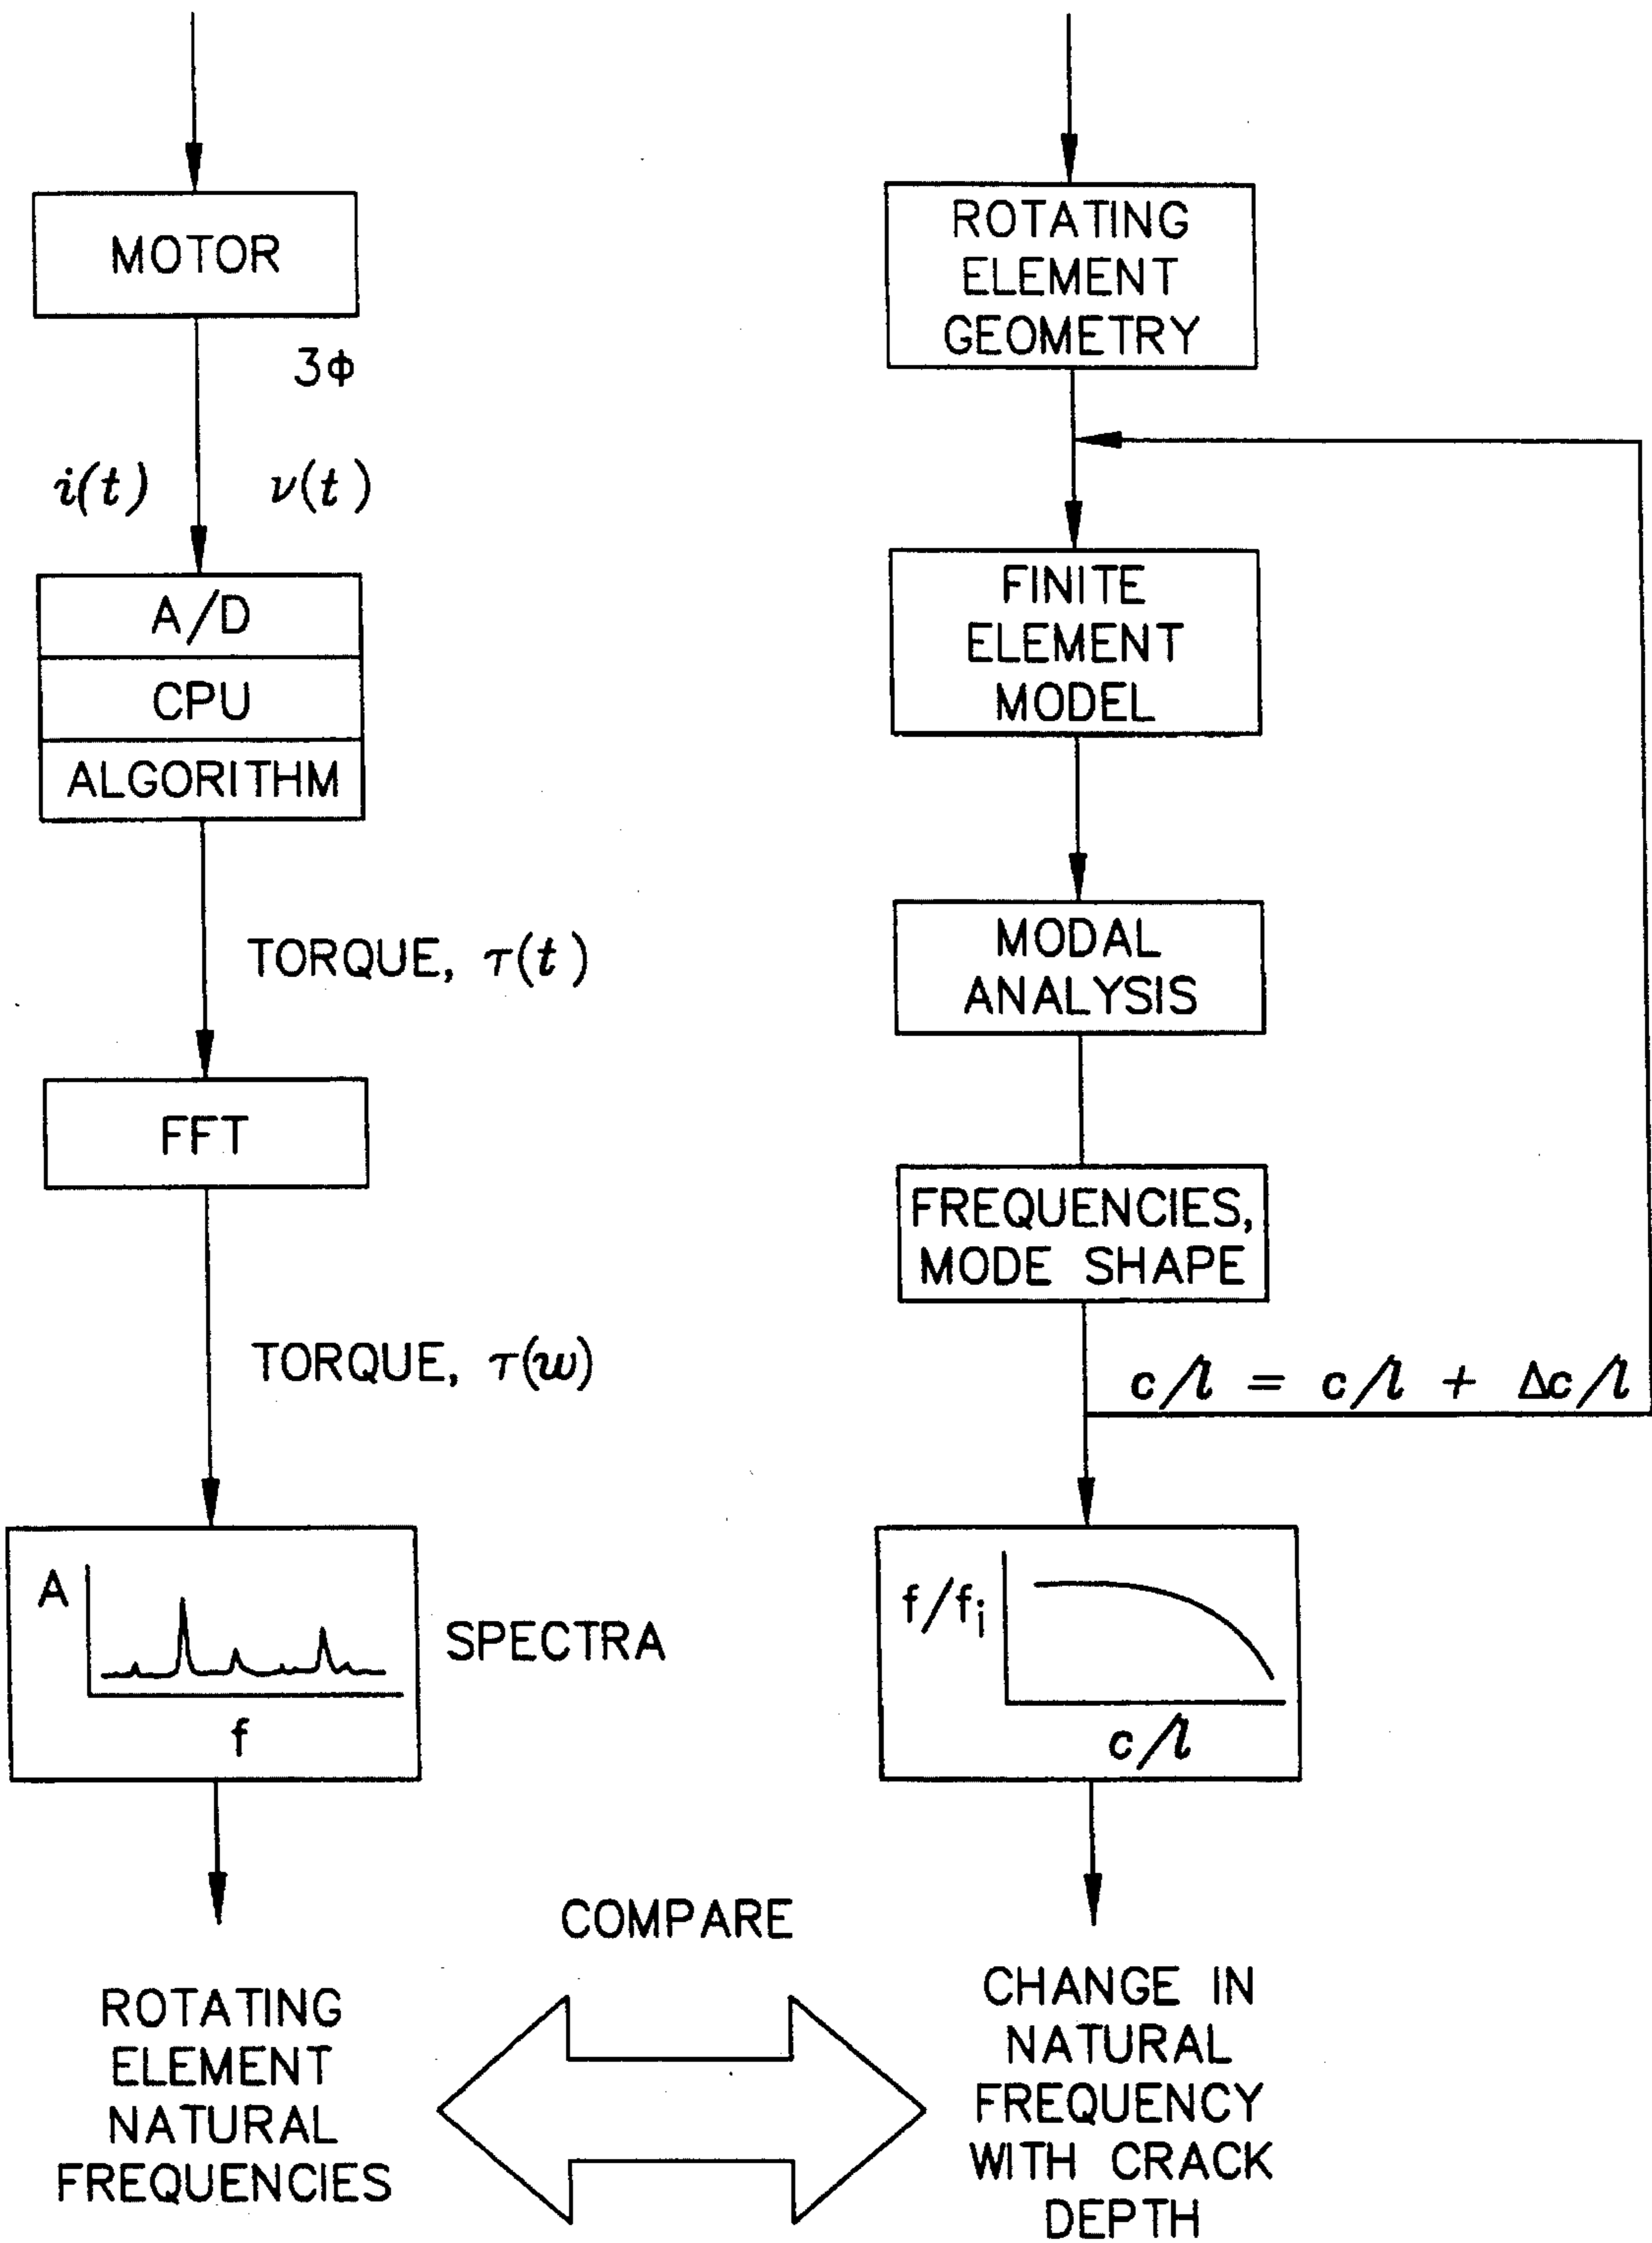 MOTOR
3Φ
i(t)
ν(t)
A/D
CPU
ALGORITHM
TORQUE, τ(t)
FFT
TORQUE, τ(w)
A
f
SPECTRA
ROTATING
ELEMENT
NATURAL
FREQUENCIES
COMPARE
ROTATING
ELEMENT
GEOMETRY
FINITE
ELEMENT
MODEL
MODAL
ANALYSIS
FREQUENCIES,
MODE SHAPE
c/l = c/l + Δc/l
f/fi
c/l
CHANGE IN
NATURAL
FREQUENCY
WITH CRACK
DEPTH